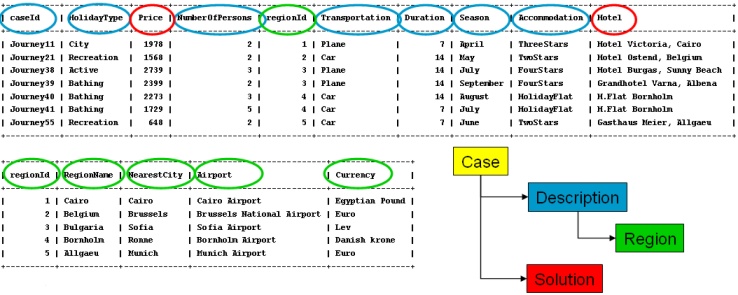 | caseId | HolidayType | Price | NumberOfPersons | regionId | Transportation | Duration | Season | Accommodation | Hotel |
| Journey11 | City | 1978 | 2 | 1 | Plane | 7 | April | ThreeStars | Hotel Victoria, Cairo |
| Journey21 | Recreation | 1568 | 2 | 2 | Car | 14 | May | TwoStars | Hotel Ostend, Belgium |
| Journey38 | Active | 2739 | 3 | 3 | Plane | 14 | July | FourStars | Hotel Burgas, Sunny Beach |
| Journey39 | Bathing | 2399 | 2 | 3 | Plane | 14 | September | FourStars | Grandhotel Varna, Albena |
| Journey40 | Bathing | 2273 | 3 | 4 | Car | 14 | August | HolidayFlat | H.Flat Bornholm |
| Journey41 | Bathing | 1729 | 5 | 4 | Car | 7 | July | HolidayFlat | H.Flat Bornholm |
| Journey55 | Recreation | 648 | 2 | 5 | Car | 7 | June | TwoStars | Gasthaus Meier, Allgaeu |
| regionId | RegionName | NearestCity | Airport | Currency |
| 1 | Cairo | Cairo | Cairo Airport | Egyptian Pound |
| 2 | Belgium | Brussels | Brussels National Airport | Euro |
| 3 | Bulgaria | Sofia | Sofia Airport | Lev |
| 4 | Bornholm | Ronne | Bornholm Airport | Danish krone |
| 5 | Allgaeu | Munich | Munich Airport | Euro |
Case
Description
Region
Solution